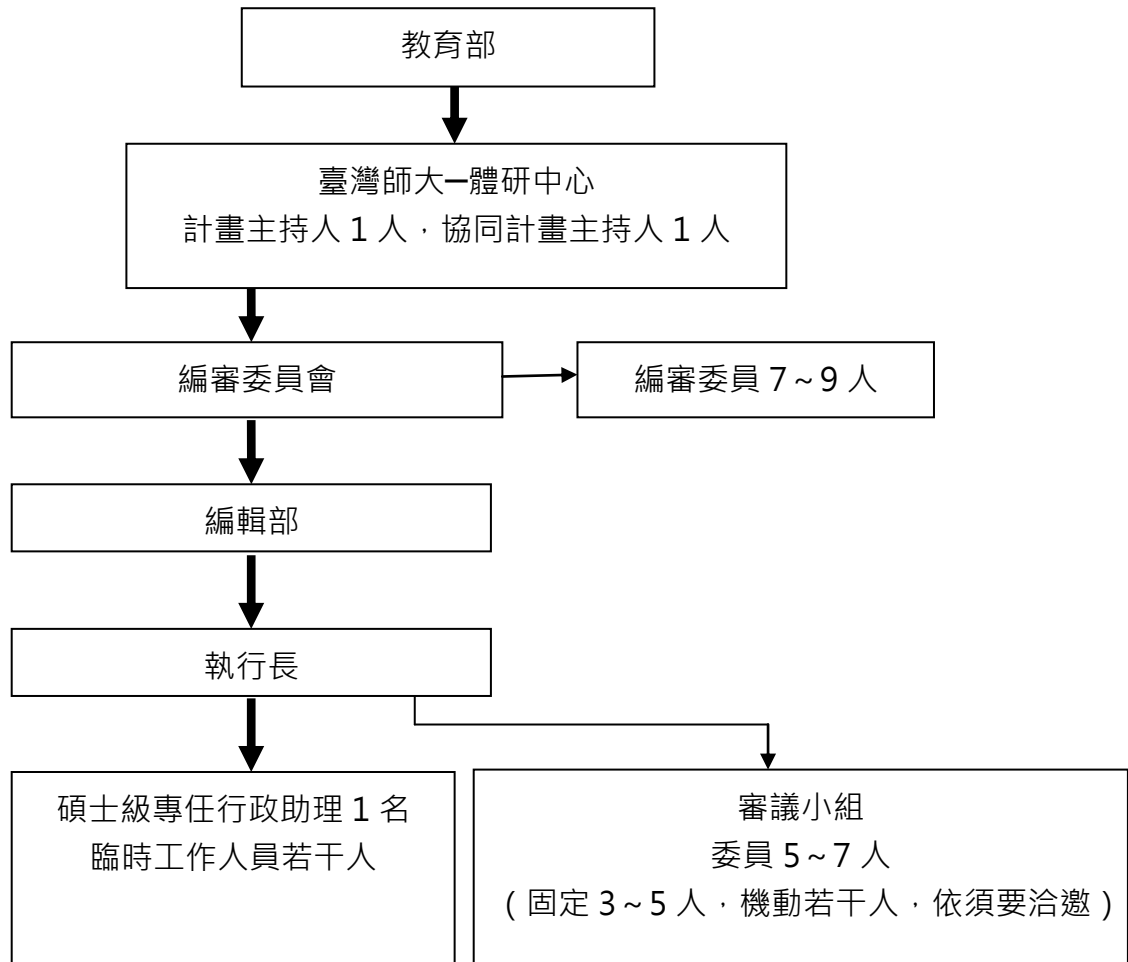 教育部
臺灣師大─體研中心
計畫主持人 1 人，協同計畫主持人 1 人
編審委員會
編審委員 7~9 人
編輯部
執行長
碩士級專任行政助理 1 名
臨時工作人員若干人
審議小組
委員 5~7 人
（固定 3~5 人，機動若干人，依須要洽邀）